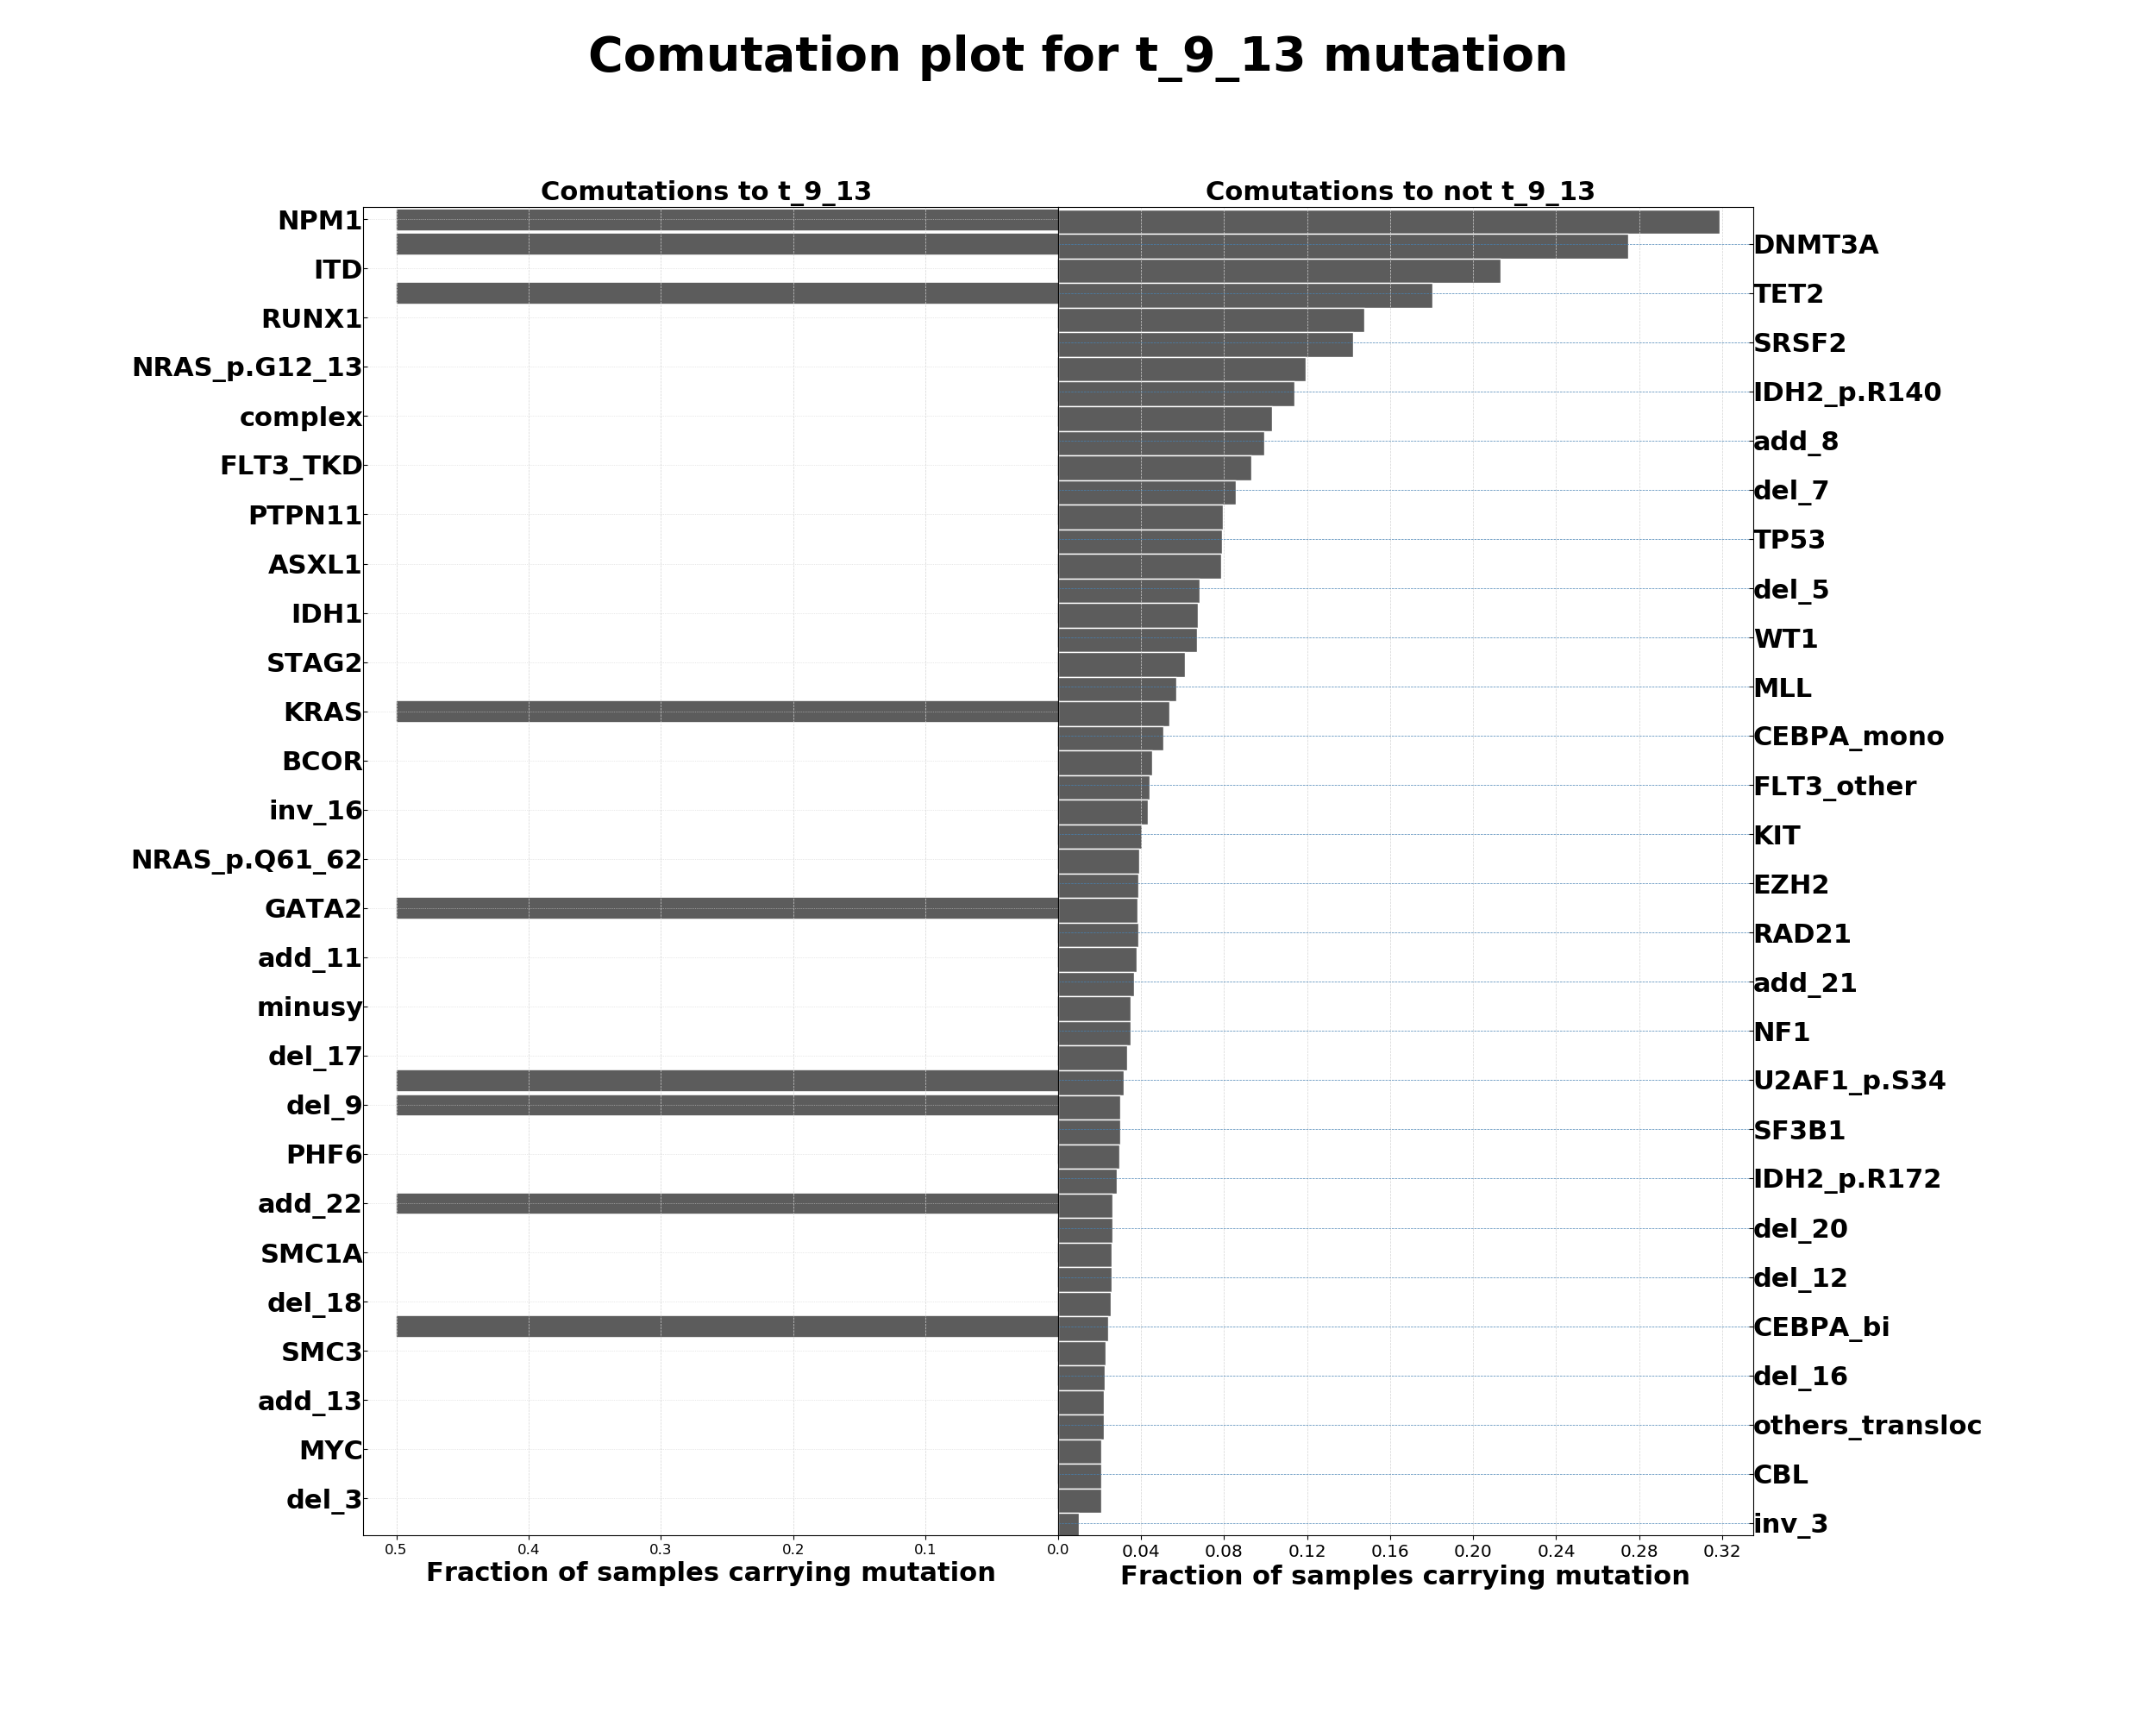 Comutation plot for t_9_13 mutation
Comutations to t_9_13
Comutations to not t_9_13
NPM1
DNMT3A
ITD
TET2
RUNX1
SRSF2
NRAS_p.G12_13
IDH2_p.R140
complex
add_8
FLT3_TKD
del_7
PTPN11
TP53
ASXL1
del_5
IDH1
WT1
STAG2
MLL
KRAS
CEBPA_mono
BCOR
FLT3_other
inv_16
KIT
NRAS_p.Q61_62
EZH2
GATA2
RAD21
add_11
add_21
minusy
NF1
del_17
U2AF1_p.S34
del_9
SF3B1
PHF6
IDH2_p.R172
add_22
del_20
SMC1A
del_12
del_18
CEBPA_bi
SMC3
del_16
add_13
others_transloc
MYC
CBL
del_3
inv_3
0.5 0.4 0.3 0.2 0.1 0.0 0.04 0.08 0.12 0.16 0.20 0.24 0.28 0.32
Fraction of samples carrying mutation
Fraction of samples carrying mutation